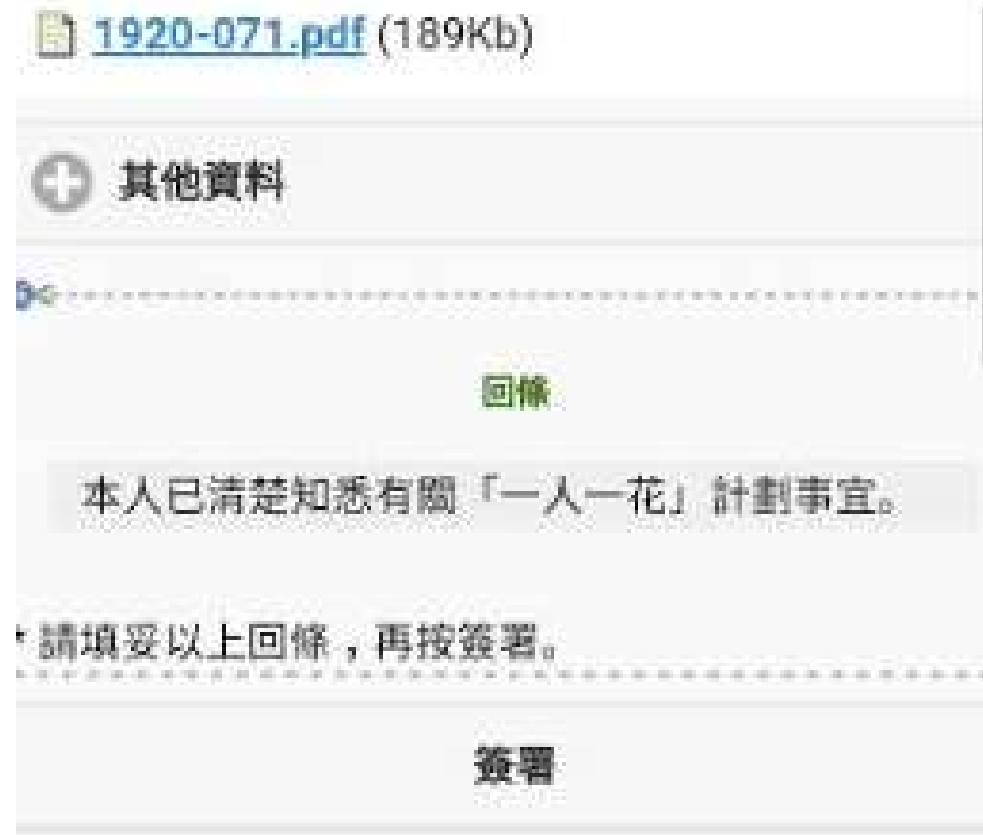 1920-071.pdf (189Kb)
其他資料
回條
本人已清楚知悉有關「一人一花」計劃事宜。
* 請填妥以上回條，再按簽署。
簽署